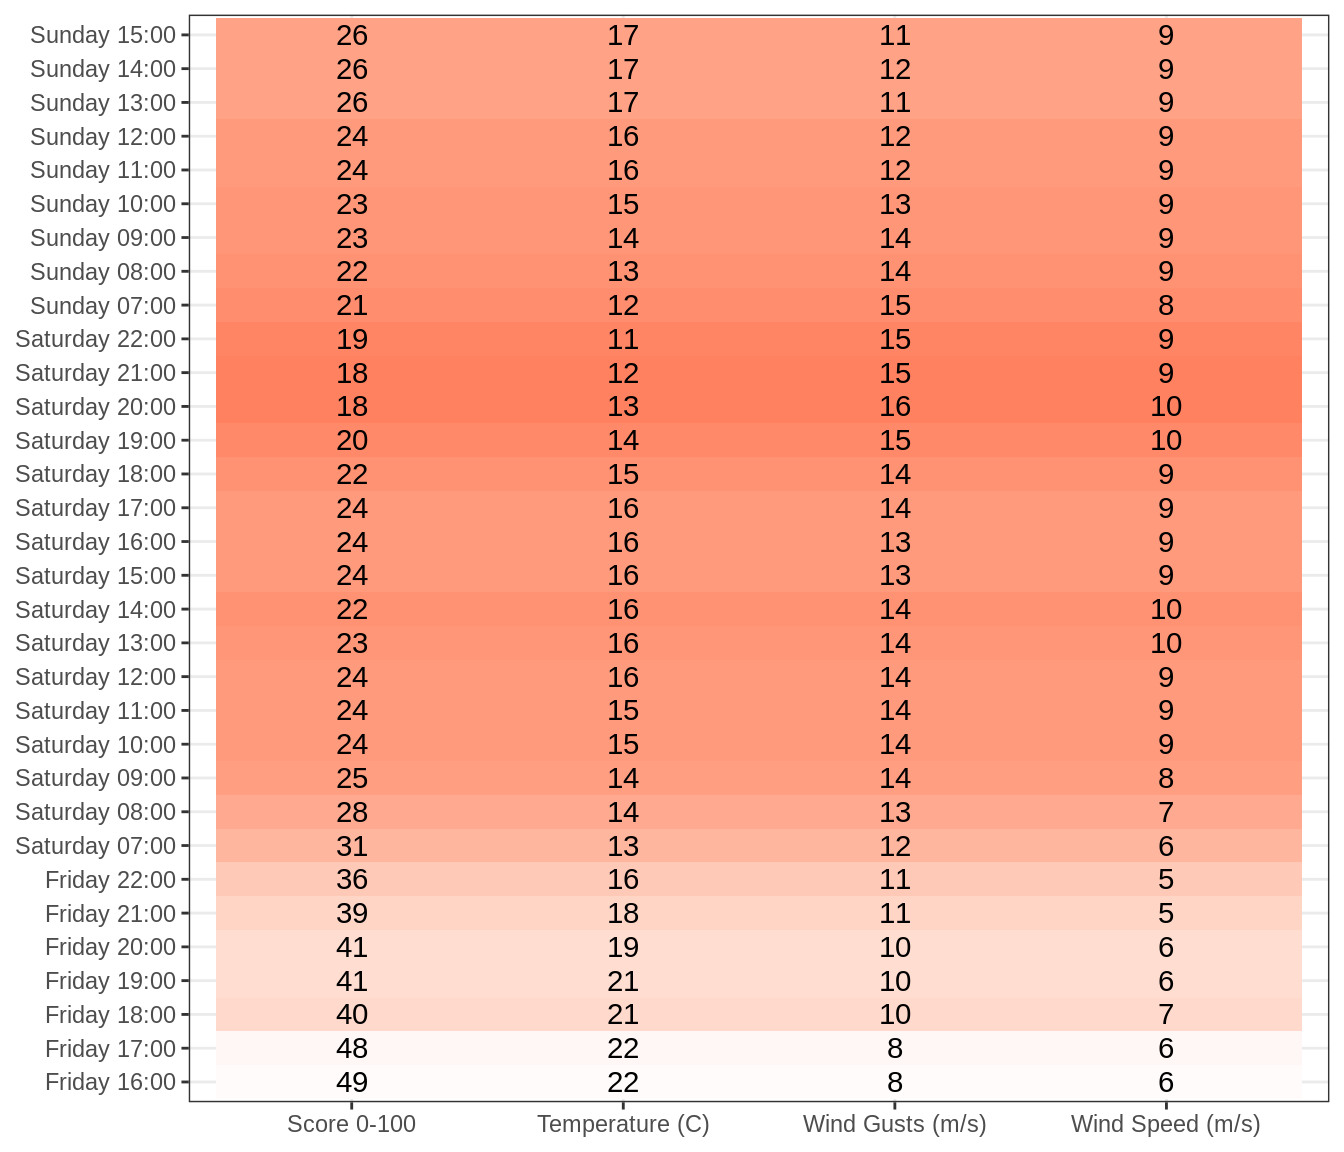 Sunday 15:00 26 17 11 9
Sunday 14:00 26 17 12 9
Sunday 13:00 26 17 11 9
Sunday 12:00 24 16 12 9
Sunday 11:00 24 16 12 9
Sunday 10:00 23 15 13 9
Sunday 09:00 23 14 14 9
Sunday 08:00 22 13 14 9
Sunday 07:00 21 12 15 8
Saturday 22:00 19 11 15 9
Saturday 21:00 18 12 15 9
Saturday 20:00 18 13 16 10
Saturday 19:00 20 14 15 10
Saturday 18:00 22 15 14 9
Saturday 17:00 24 16 14 9
Saturday 16:00 24 16 13 9
Saturday 15:00 24 16 13 9
Saturday 14:00 22 16 14 10
Saturday 13:00 23 16 14 10
Saturday 12:00 24 16 14 9
Saturday 11:00 24 15 14 9
Saturday 10:00 24 15 14 9
Saturday 09:00 25 14 14 8
Saturday 08:00 28 14 13 7
Saturday 07:00 31 13 12 6
Friday 22:00 36 16 11 5
Friday 21:00 39 18 11 5
Friday 20:00 41 19 10 6
Friday 19:00 41 21 10 6
Friday 18:00 40 21 10 7
Friday 17:00 48 22 8 6
Friday 16:00 49 22 8 6
Score 0-100 Temperature (C) Wind Gusts (m/s) Wind Speed (m/s)